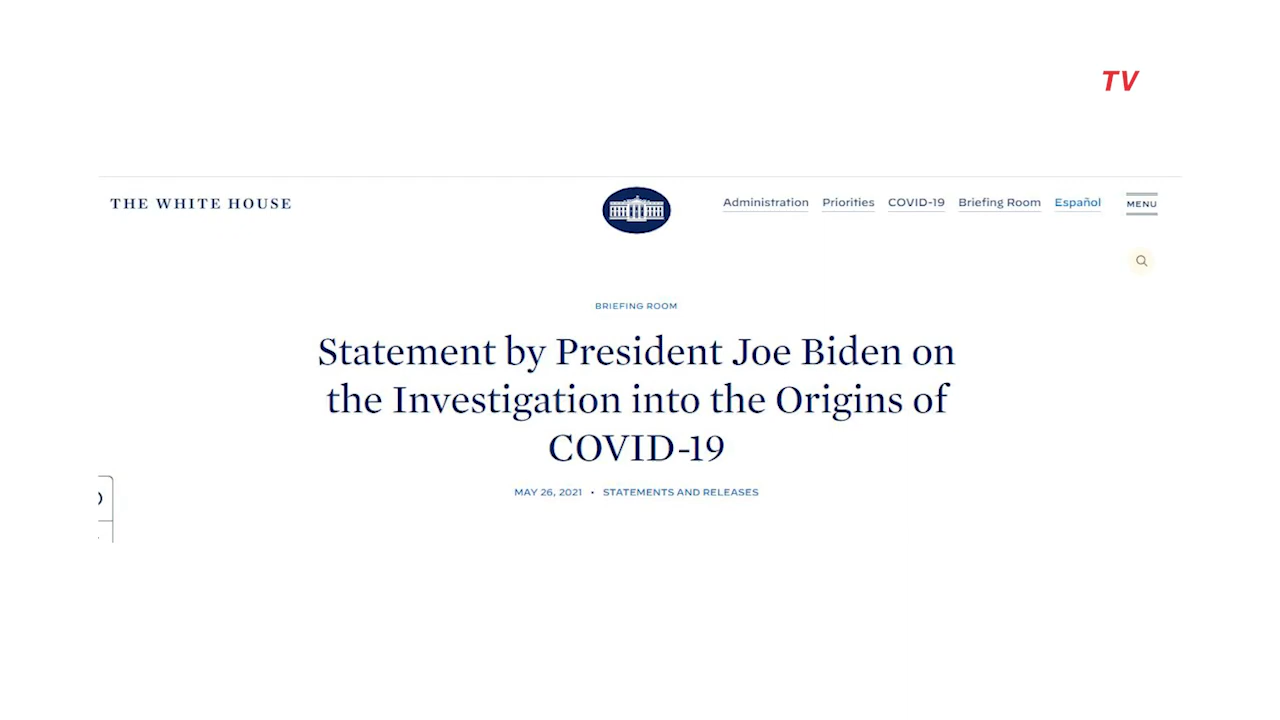 TV
THE WHITE HOUSE
Administration Priorities COVID-19 Briefing Room Español MENU
BRIEFING ROOM
Statement by President Joe Biden on
the Investigation into the Origins of
COVID-19
MAY 26, 2021 • STATEMENTS AND RELEASES